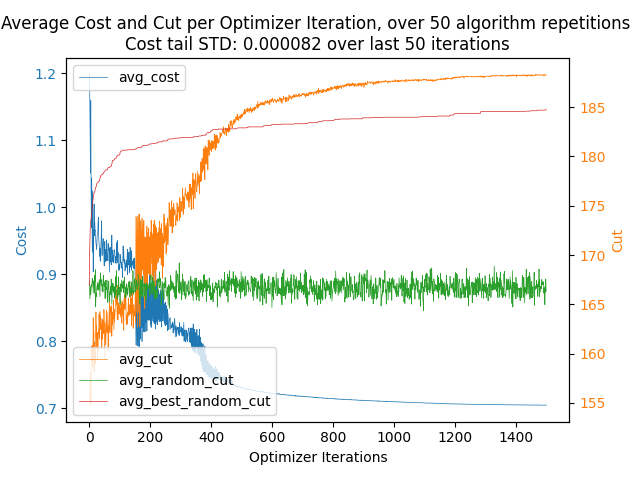 Average Cost and Cut per Optimizer Iteration, over 50 algorithm repetitions
Cost tail STD: 0.000082 over last 50 iterations
avg_cost
1.2
1.1
1.0
0.9
0.8
0.7
Cost
185
180
175
170
165
160
155
Cut
avg_cut
avg_random_cut
avg_best_random_cut
0 200 400 600 800 1000 1200 1400
Optimizer Iterations